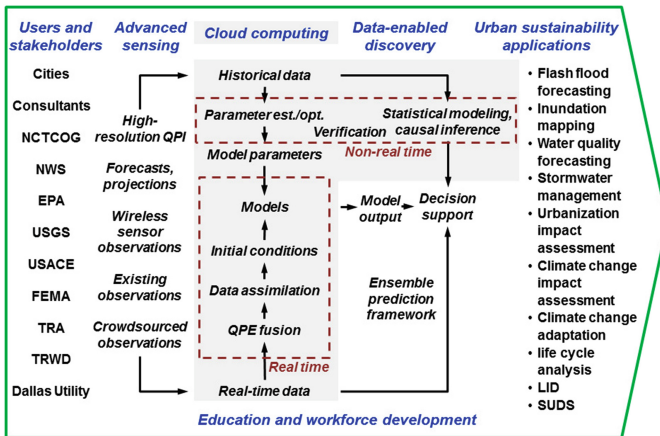 Users and stakeholders
Cities
Consultants
NCTCOG
NWS
EPA
USGS
USACE
FEMA
TRA
TRWD
Dallas Utility
Advanced sensing
High-resolution QPI
Forecasts, projections
Wireless sensor observations
Existing observations
Crowdsourced observations
Cloud computing
Historical data
Parameter est./opt.
Model parameters
Models
Initial conditions
Data assimilation
QPE fusion
Real time
Real-time data
Data-enabled discovery
Statistical modeling, causal inference
Verification
Non-real time
Model output
Decision support
Ensemble prediction framework
Urban sustainability applications
• Flash flood forecasting
• Inundation mapping
• Water quality forecasting
• Stormwater management
• Urbanization impact assessment
• Climate change impact assessment
• Climate change adaptation
• life cycle analysis
• LID
• SUDS
Education and workforce development